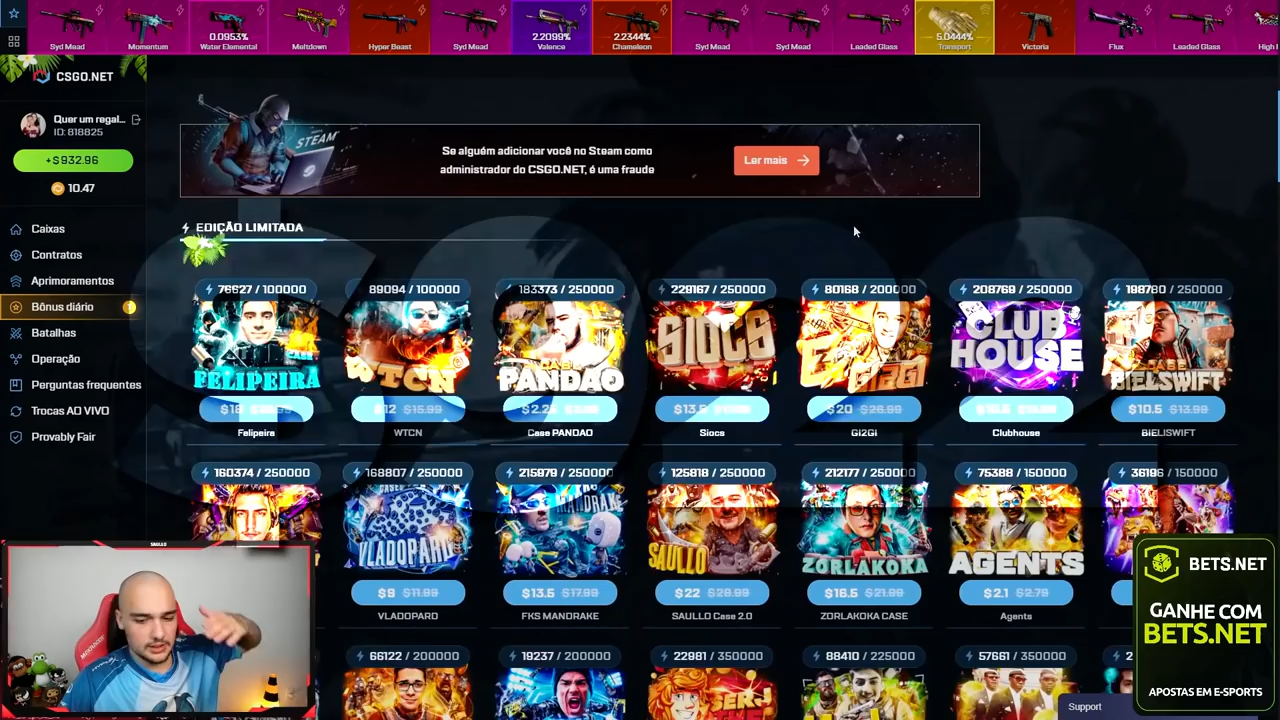 Syd Mead
Momentum
0.0953%
Water Elemental
Meltdown
Hyper Beast
Syd Mead
2.2099%
Valence
2.2344%
Chameleon
Syd Mead
Syd Mead
Leaded Glass
5.0444%
Transport
Victoria
Flux
Leaded Glass
CSGO.NET
Quer um regal...
ID: 818825
+$932.96
10.47
Caixas
Contratos
Aprimoramentos
Bônus diário
Batalhas
Operação
Perguntas frequentes
Trocas AO VIVO
Provably Fair
STEAM
Se alguém adicionar você no Steam como
administrador do CSGO.NET, é uma fraude
Ler mais
EDIÇÃO LIMITADA
76627 / 100000
89094 / 100000
183373 / 250000
229167 / 250000
80168 / 200000
208769 / 250000
198780 / 250000
FELIPEIRA
WTCN
PANDAO
SIOCS
GI2GI
CLUB
HOUSE
BIELSWIFT
$12 $15.99
$20 $26.99
$10.5 $13.99
Felipeira
WTCN
Case PANDAO
Siocs
GI2GI
Clubhouse
BIELISWIFT
160374 / 250000
168807 / 250000
215979 / 250000
125818 / 250000
212177 / 250000
75388 / 150000
36196 / 150000
VLADOPARD
MANDRAKE
SAULLO
ZORLAKOKA
AGENTS
$9 $11.99
$13.5 $17.99
$22 $28.99
$16.5 $21.99
$2.1 $2.79
VLADOPARD
FKS MANDRAKE
SAULLO Case 2.0
ZORLAKOKA CASE
Agents
66122 / 200000
19237 / 200000
22981 / 350000
88410 / 225000
57661 / 350000
SAULLO
BETS.NET
GANHE COM
BETS.NET
APOSTAS EM E-SPORTS
Support